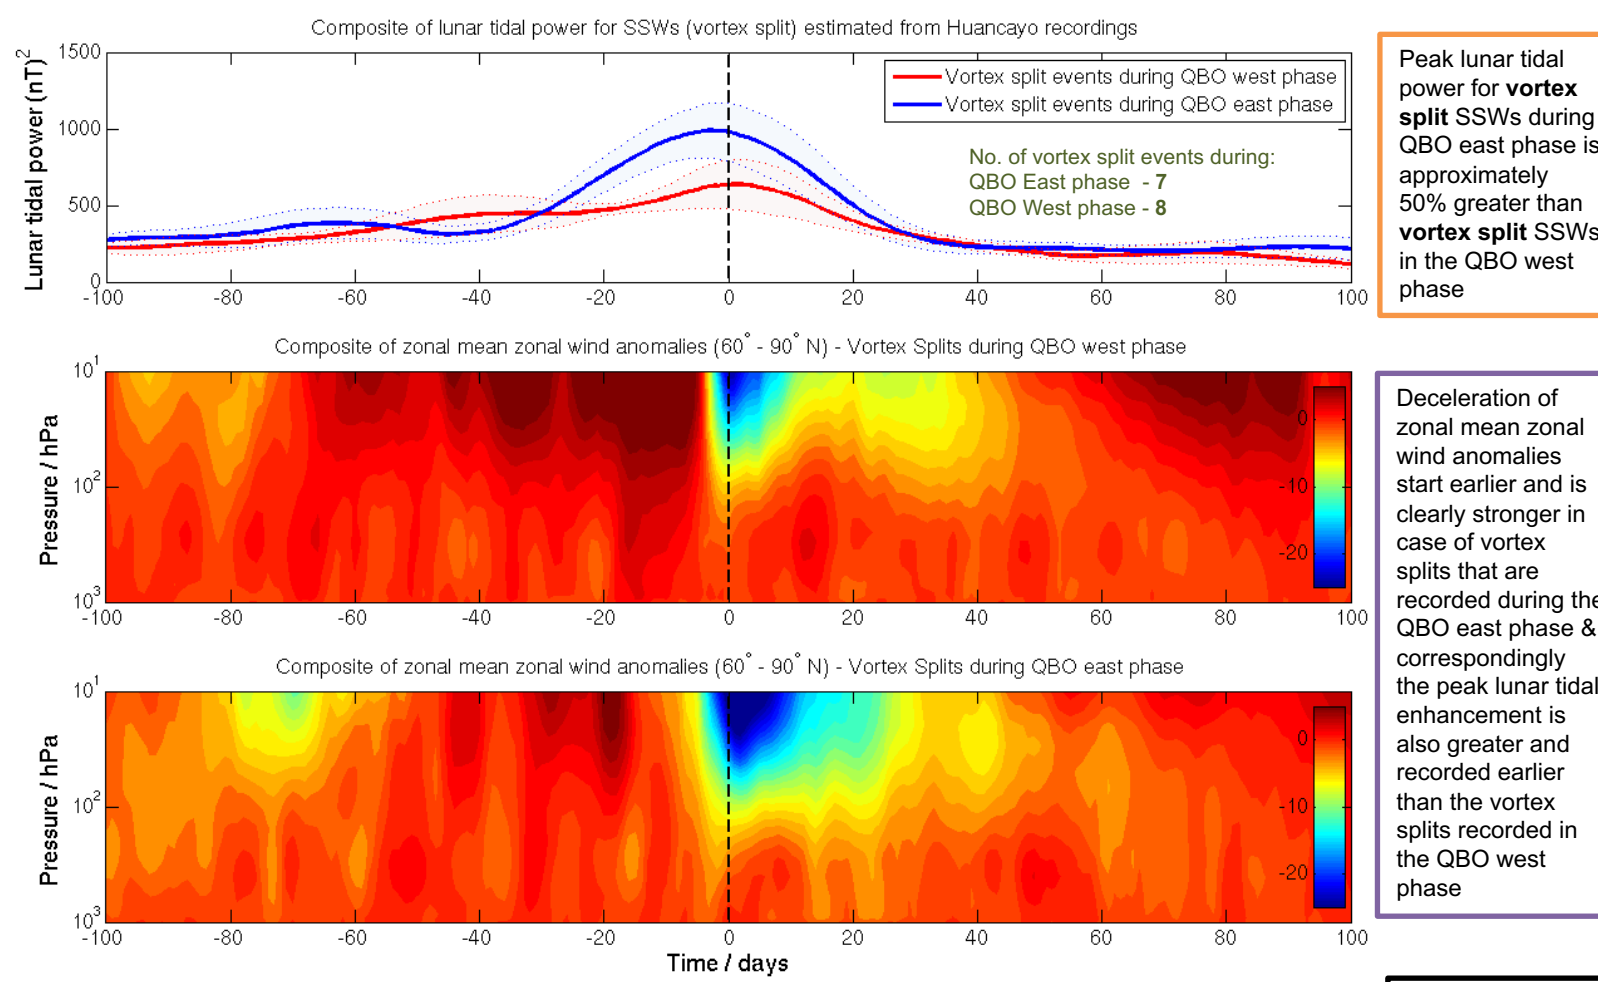 Composite of lunar tidal power for SSWs (vortex split) estimated from Huancayo recordings
Lunar tidal power (nT)²
1500
1000
500
0
-100 -80 -60 -40 -20 0 20 40 60 80 100
Vortex split events during QBO west phase
Vortex split events during QBO east phase
No. of vortex split events during:
QBO East phase - 7
QBO West phase - 8
Peak lunar tidal
power for vortex
split SSWs during
QBO east phase is
approximately
50% greater than
vortex split SSWs
in the QBO west
phase
Composite of zonal mean zonal wind anomalies (60° - 90° N) - Vortex Splits during QBO west phase
Pressure / hPa
10¹
10²
10³
-100 -80 -60 -40 -20 0 20 40 60 80 100
0
-10
-20
Deceleration of
zonal mean zonal
wind anomalies
start earlier and is
clearly stronger in
case of vortex
splits that are
recorded during the
QBO east phase &
correspondingly
the peak lunar tidal
enhancement is
also greater and
recorded earlier
than the vortex
splits recorded in
the QBO west
phase
Composite of zonal mean zonal wind anomalies (60° - 90° N) - Vortex Splits during QBO east phase
Pressure / hPa
10¹
10²
10³
-100 -80 -60 -40 -20 0 20 40 60 80 100
0
-10
-20
Time / days